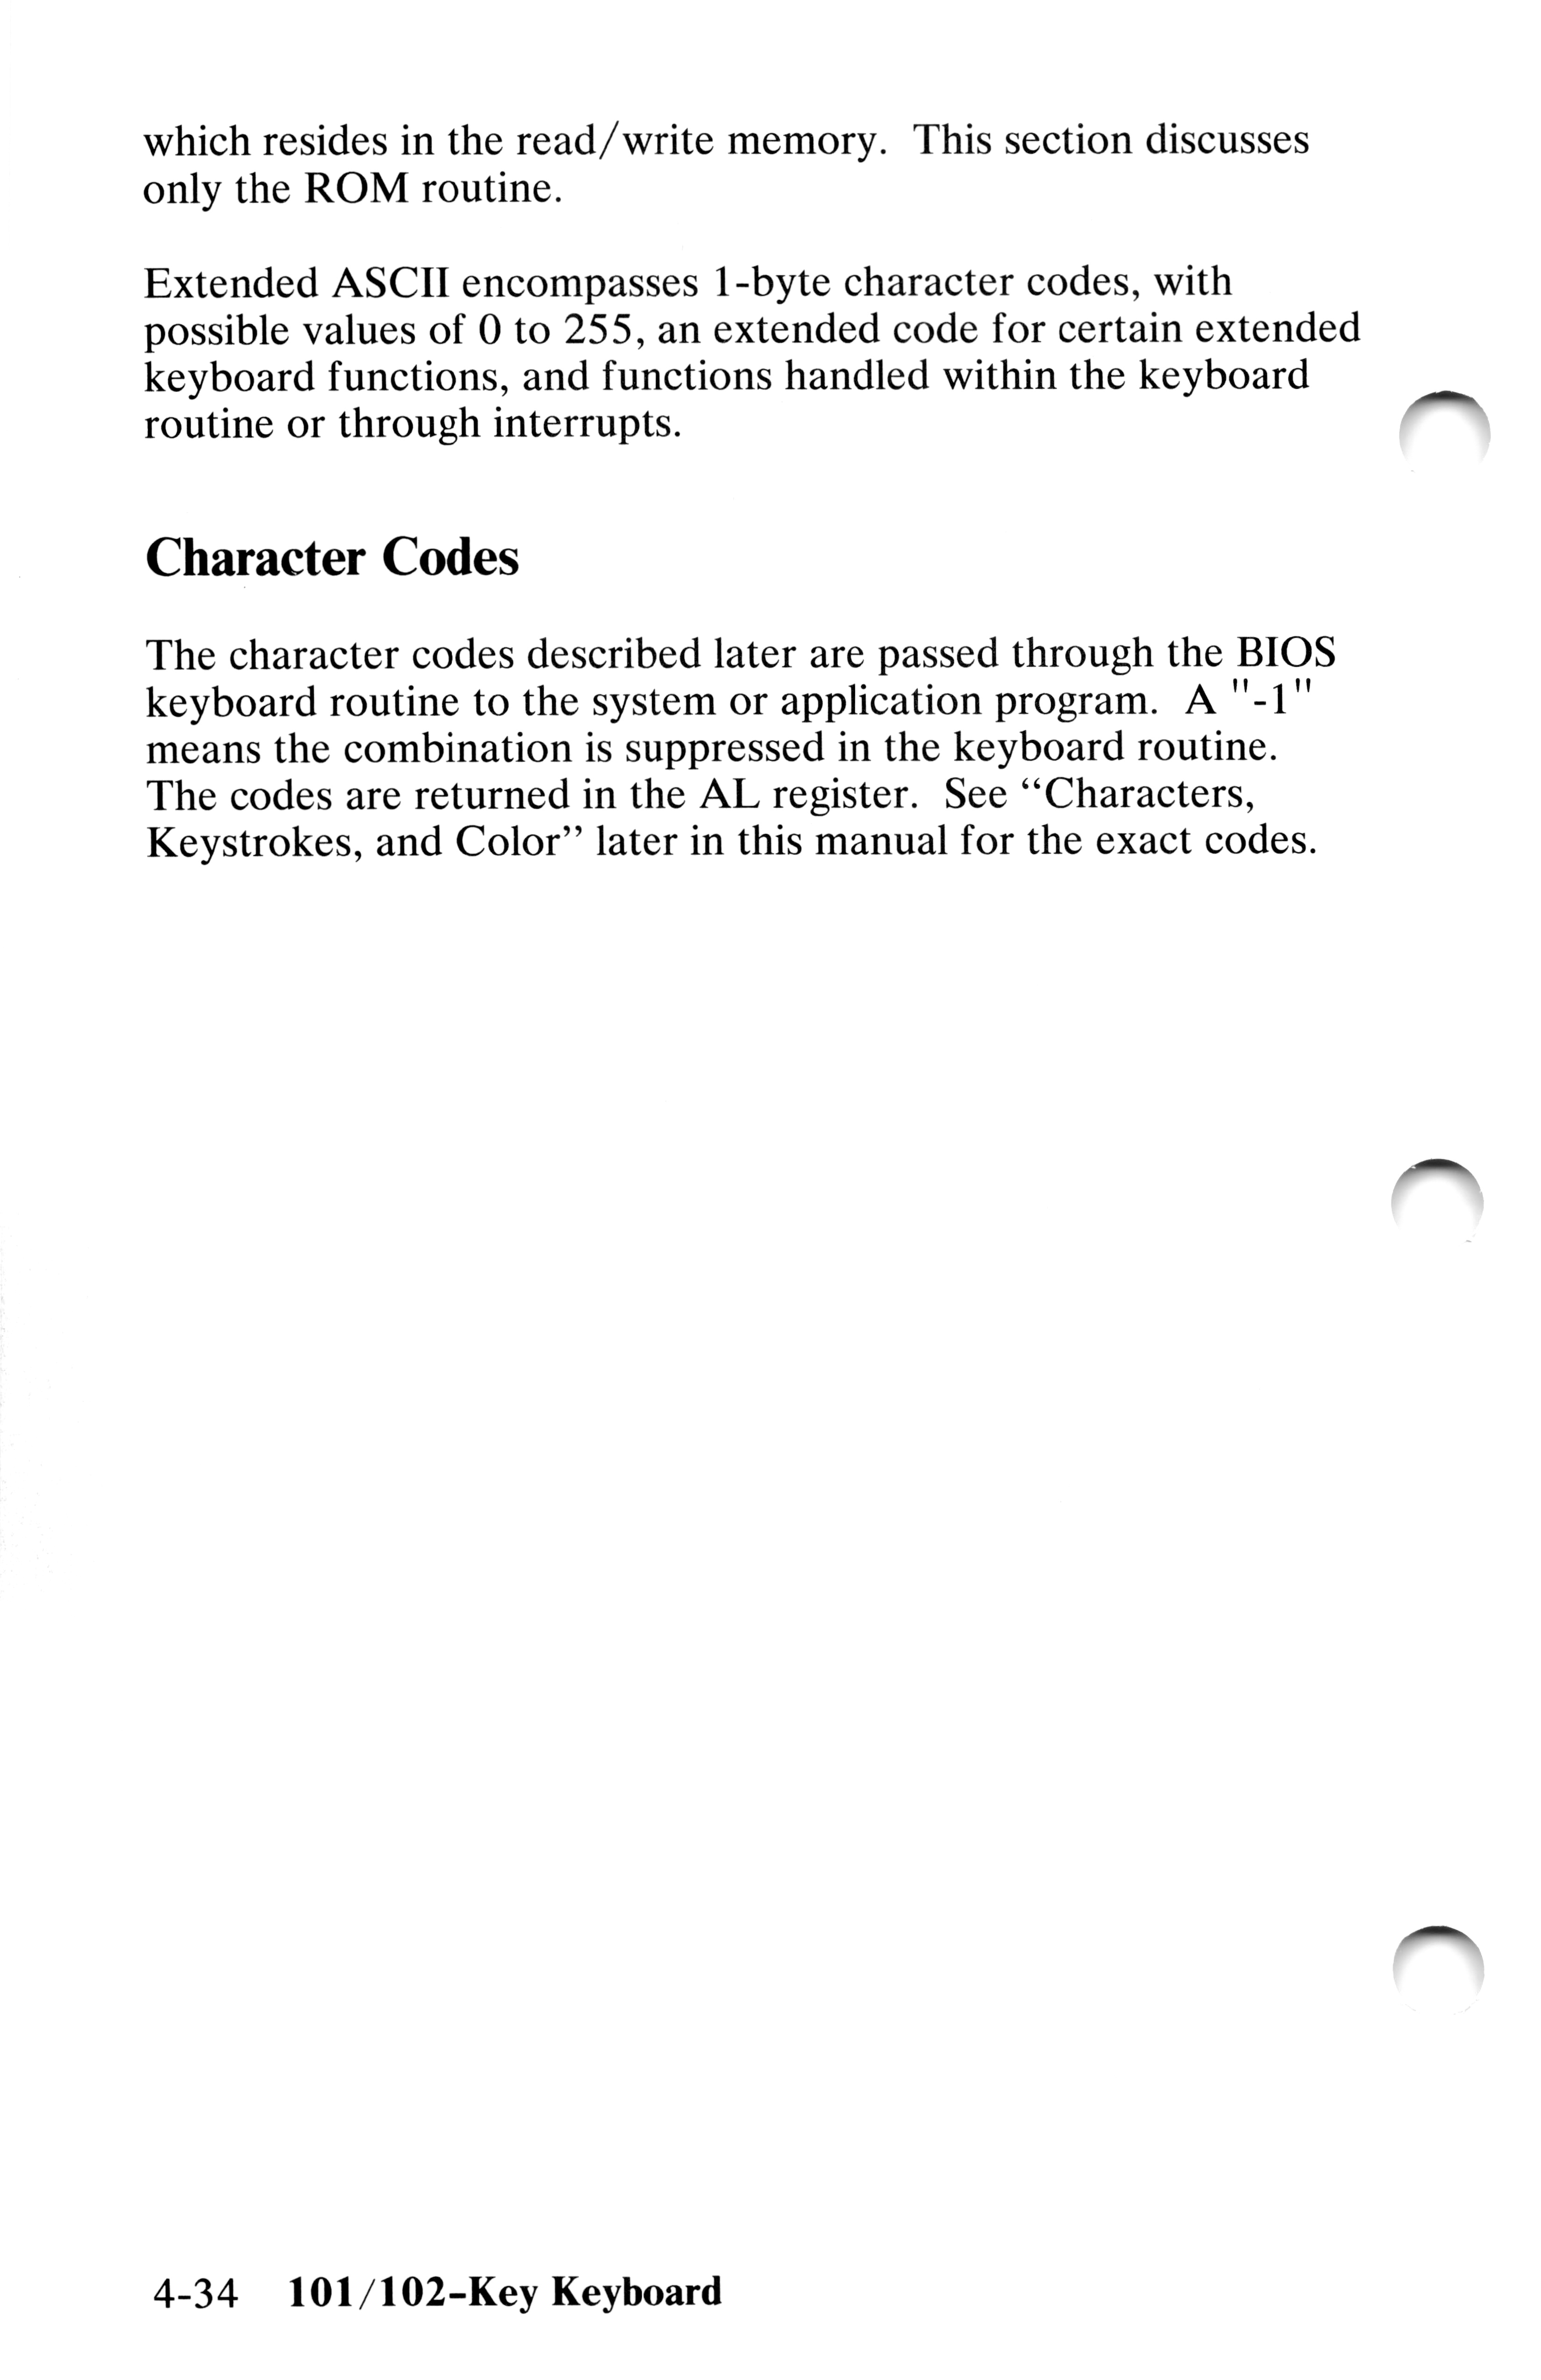 which resides in the read/write memory.  This section discusses
only the ROM routine.
Extended ASCII encompasses 1-byte character codes, with
possible values of 0 to 255, an extended code for certain extended
keyboard functions, and functions handled within the keyboard
routine or through interrupts.
Character Codes
The character codes described later are passed through the BIOS
keyboard routine to the system or application program.  A "-1"
means the combination is suppressed in the keyboard routine.
The codes are returned in the AL register.  See “Characters,
Keystrokes, and Color” later in this manual for the exact codes.
4-34 101/102-Key Keyboard